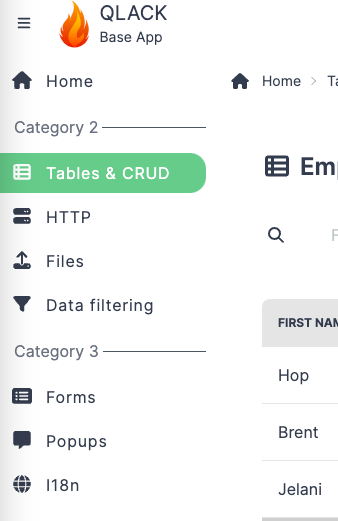 QLACK
Base App
Home
Category 2
Tables & CRUD
HTTP
Files
Data filtering
Category 3
Forms
Popups
I18n
Home
Emp
FIRST NAM
Hop
Brent
Jelani